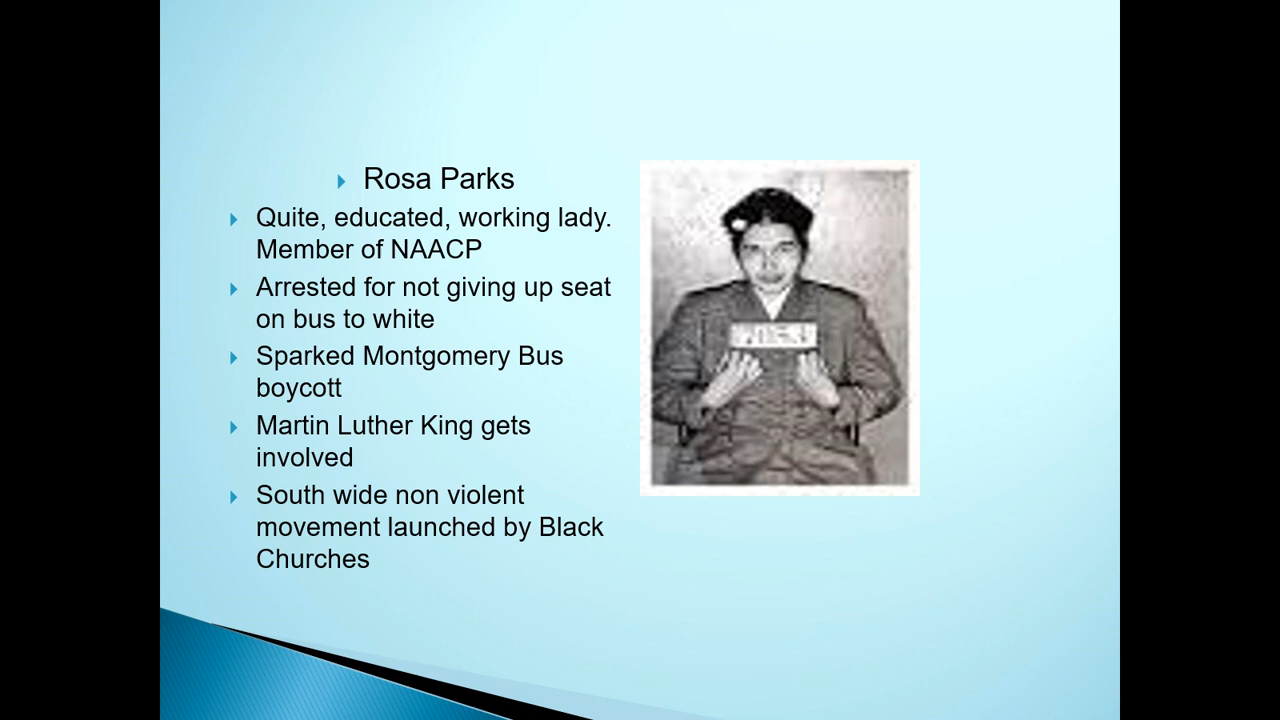 Rosa Parks
Quite, educated, working lady.
Member of NAACP
Arrested for not giving up seat
on bus to white
Sparked Montgomery Bus
boycott
Martin Luther King gets
involved
South wide non violent
movement launched by Black
Churches